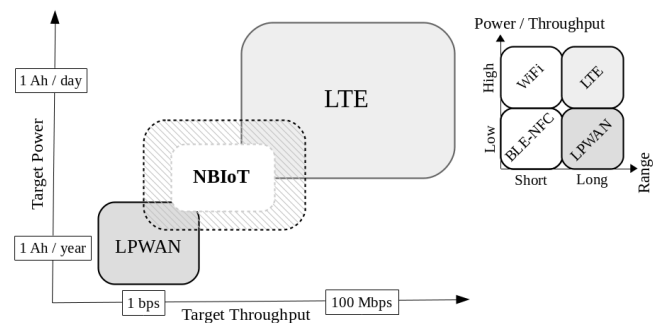 Power / Throughput
1 Ah / day
LTE
High
WiFi
LTE
Target Power
NBIoT
Low
BLE-NFC
LPWAN
Short
Long
Range
1 Ah / year
LPWAN
1 bps
Target Throughput
100 Mbps